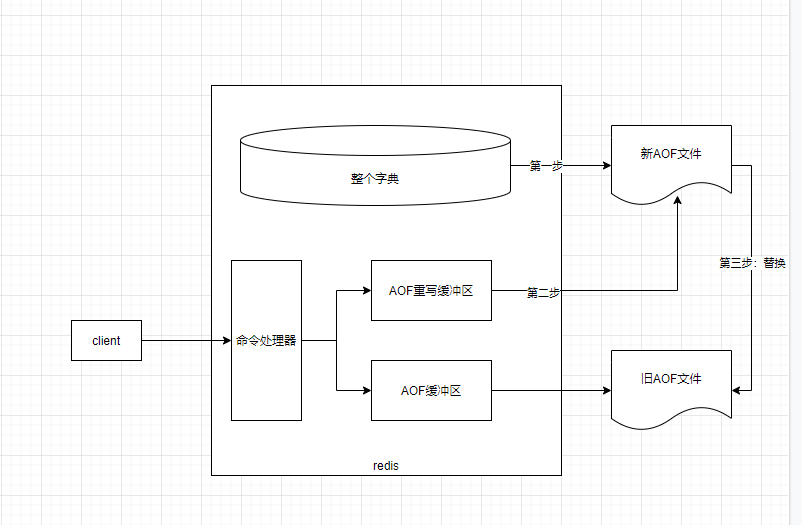 整个字典
第一步
新AOF文件
第三步：替换
AOF重写缓冲区
第二步
client
命令处理器
AOF缓冲区
旧AOF文件
redis